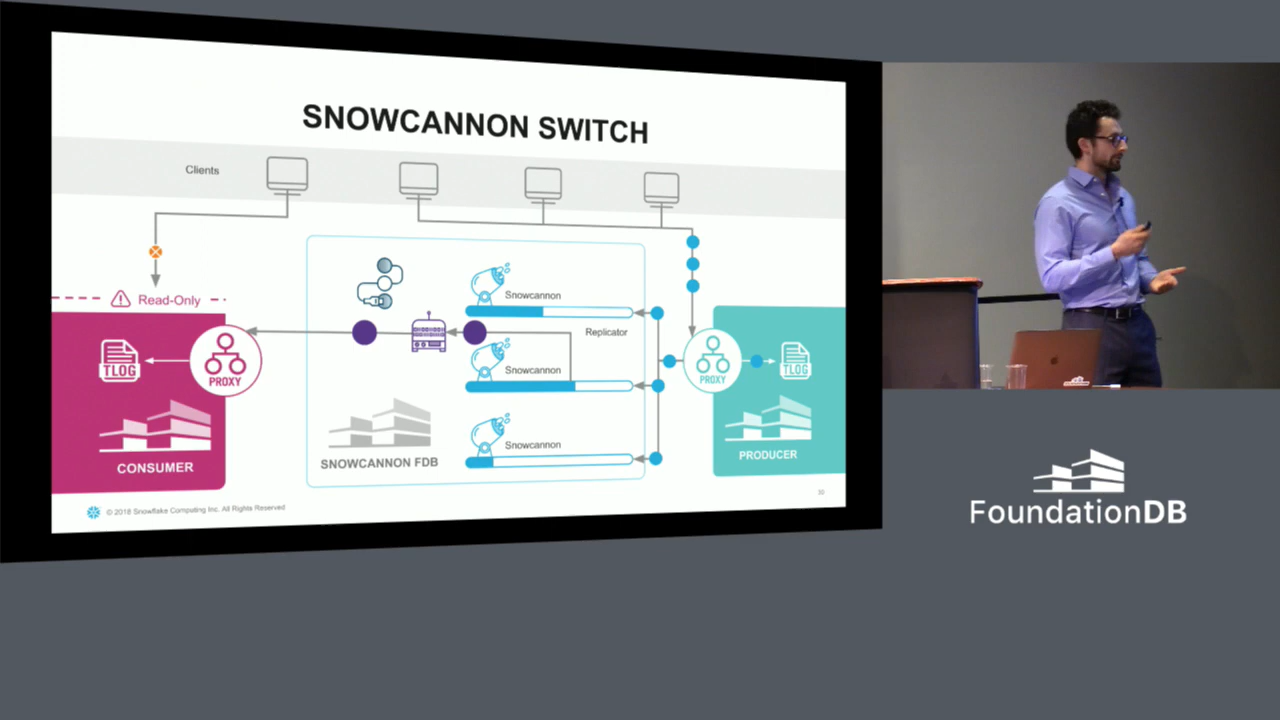 SNOWCANNON SWITCH
Clients
Read-Only
Snowcannon
Replicator
Snowcannon
TLOG
PROXY
PROXY
TLOG
Snowcannon
CONSUMER
SNOWCANNON FDB
PRODUCER
© 2018 Snowflake Computing Inc. All Rights Reserved
FoundationDB